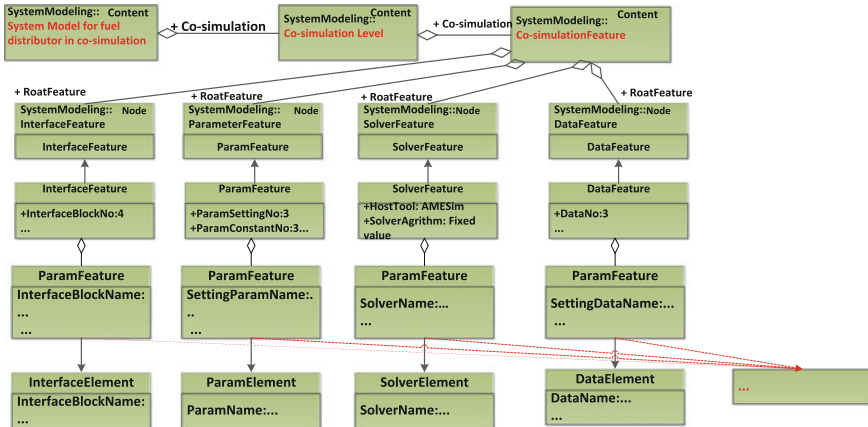 SystemModeling:: Content
System Model for fuel
distributor in co-simulation
+ Co-simulation
SystemModeling:: Content
Co-simulation Level
+ Co-simulation
SystemModeling:: Content
Co-simulationFeature
+ RoatFeature
+ RoatFeature
+ RoatFeature
+ RoatFeature
SystemModeling:: Node
InterfaceFeature
InterfaceFeature
SystemModeling:: Node
ParameterFeature
ParamFeature
SystemModeling::Node
SolverFeature
SolverFeature
SystemModeling::Node
DataFeature
DataFeature
InterfaceFeature
+InterfaceBlockNo:4
...
ParamFeature
+ParamSettingNo:3
+ParamConstantNo:3...
SolverFeature
+HostTool: AMESim
+SolverAgrithm: Fixed
value
DataFeature
+DataNo:3
...
ParamFeature
InterfaceBlockName:
...
...
ParamFeature
SettingParamName:.
..
...
ParamFeature
SolverName:...
...
ParamFeature
SettingDataName:...
...
InterfaceElement
InterfaceBlockName:
...
ParamElement
ParamName:...
SolverElement
SolverName:...
DataElement
DataName:...
...
...